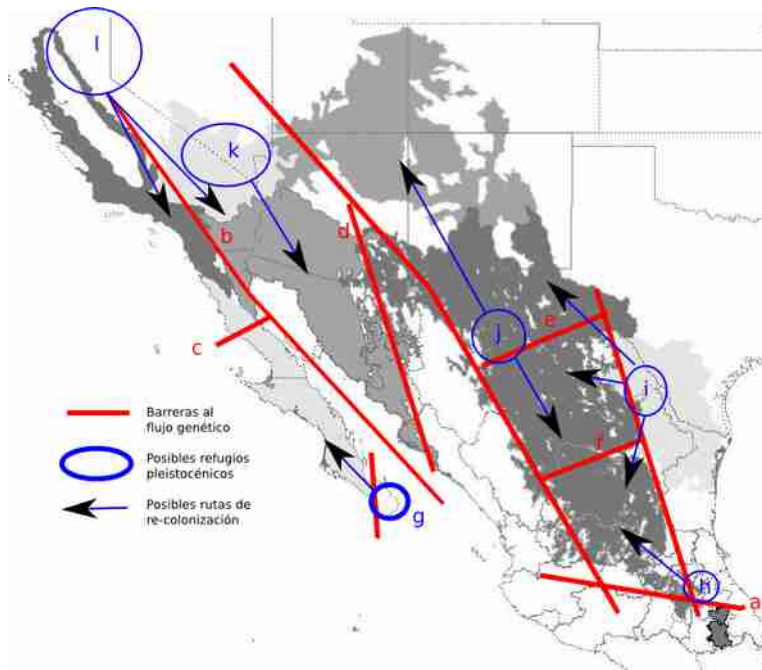 l
k
b
d
c
j
e
i
f
g
h
a
Barreras al
flujo genético
Posibles refugios
pleistocénicos
Posibles rutas de
re-colonización